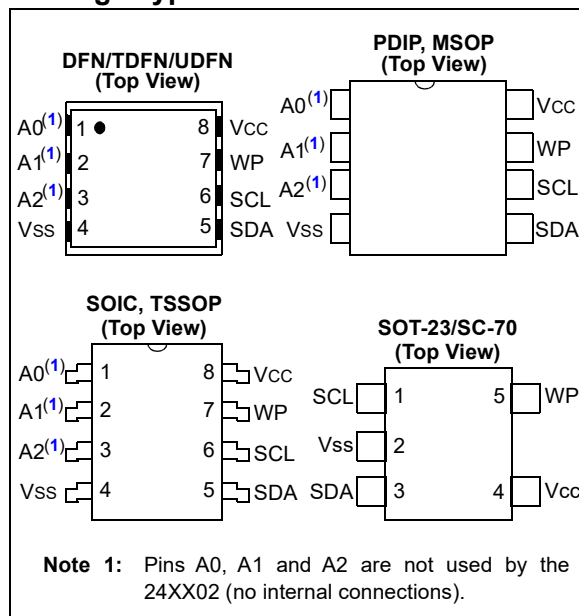 DFN/TDFN/UDFN
(Top View)
A0(1) 1 8 VCC
A1(1) 2 7 WP
A2(1) 3 6 SCL
VSS 4 5 SDA
PDIP, MSOP
(Top View)
A0(1) VCC
A1(1) WP
A2(1) SCL
VSS SDA
SOIC, TSSOP
(Top View)
A0(1) 1 8 VCC
A1(1) 2 7 WP
A2(1) 3 6 SCL
VSS 4 5 SDA
SOT-23/SC-70
(Top View)
SCL 1 5 WP
Vss 2
SDA 3 4 Vcc
Note 1: Pins A0, A1 and A2 are not used by the
24XX02 (no internal connections).